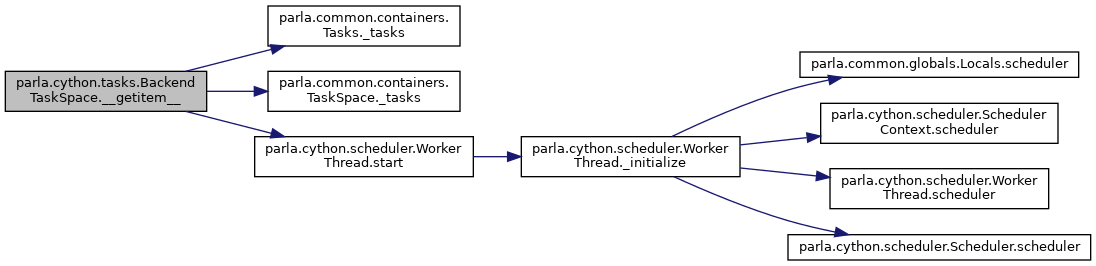 parla.cython.tasks.Backend
TaskSpace.__getitem__
parla.common.containers.
Tasks._tasks
parla.common.containers.
TaskSpace._tasks
parla.cython.scheduler.Worker
Thread.start
parla.cython.scheduler.Worker
Thread._initialize
parla.common.globals.Locals.scheduler
parla.cython.scheduler.Scheduler
Context.scheduler
parla.cython.scheduler.Worker
Thread.scheduler
parla.cython.scheduler.Scheduler.scheduler